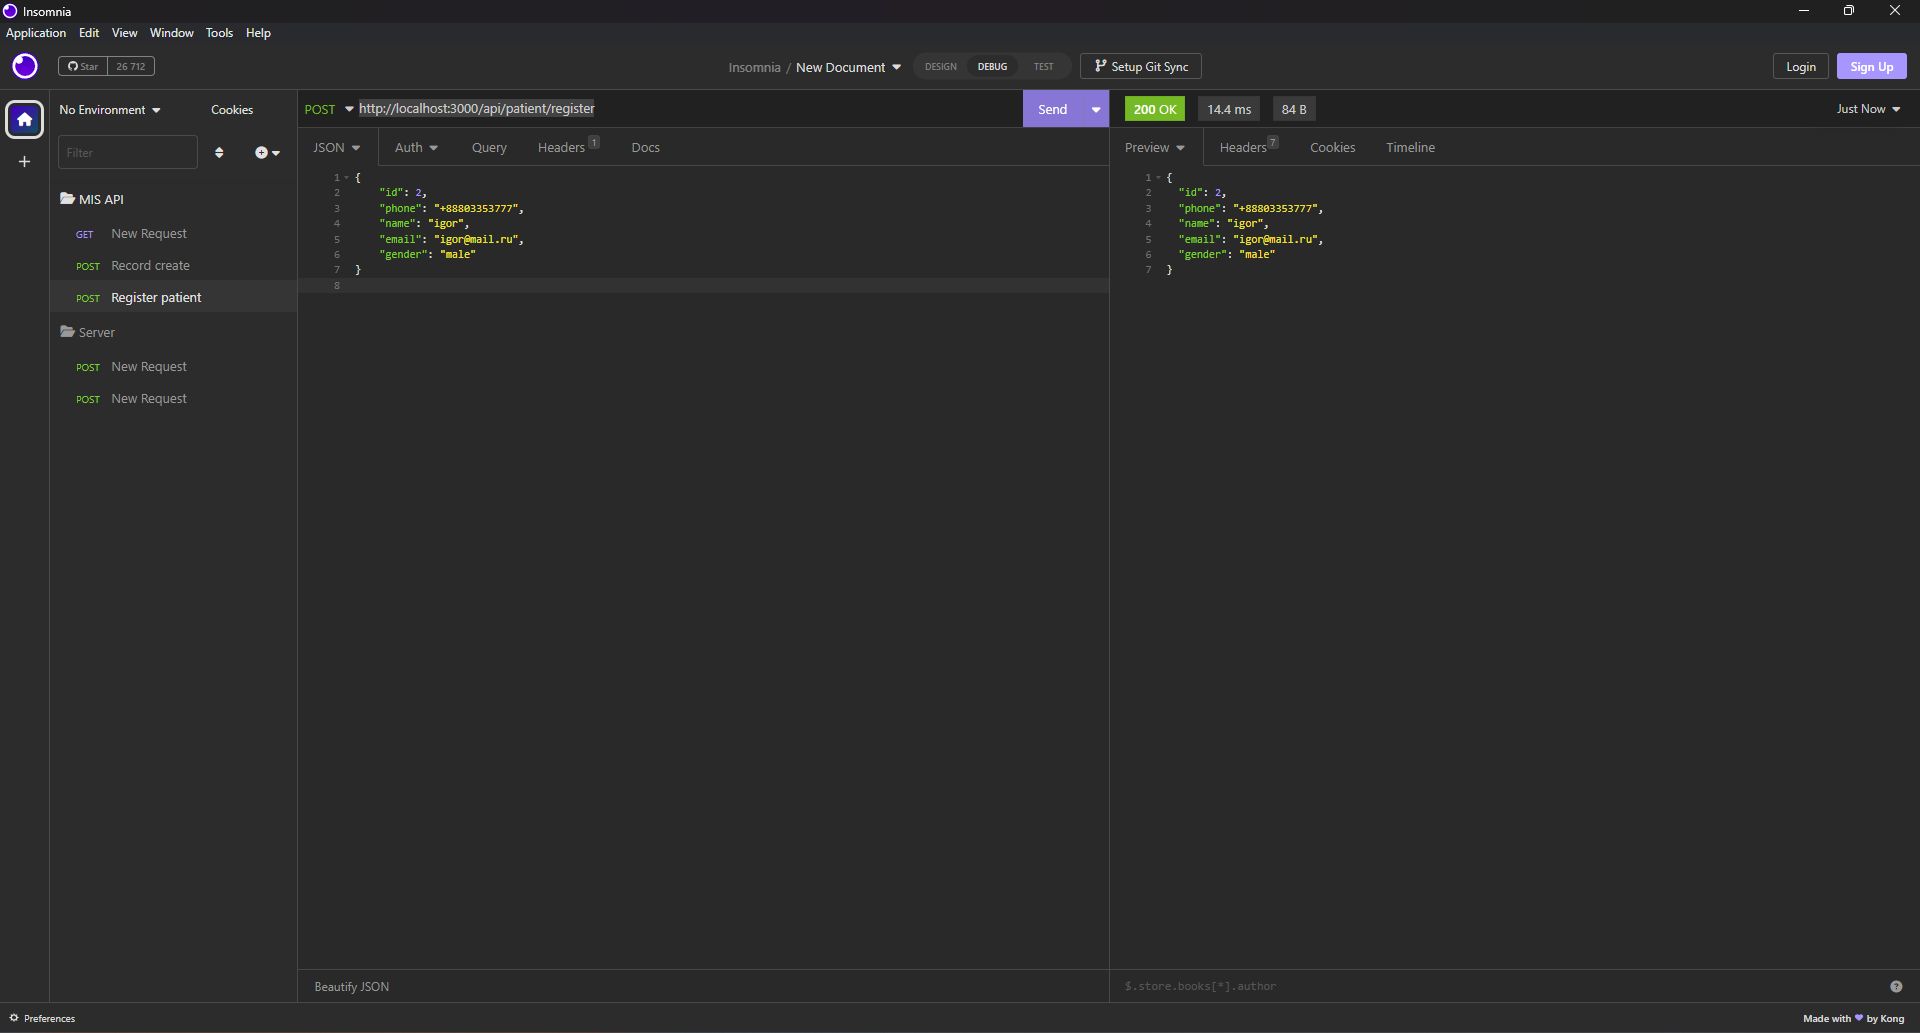 Insomnia
Application Edit View Window Tools Help
Star 26 712
Insomnia / New Document
DESIGN DEBUG TEST
Setup Git Sync
Login
Sign Up
No Environment
Cookies
Filter
MIS API
GET New Request
POST Record create
POST Register patient
Server
POST New Request
POST New Request
POST http://localhost:3000/api/patient/register
Send
JSON Auth Query Headers 1 Docs
1 {
2 "id": 2,
3 "phone": "+88803353777",
4 "name": "igor",
5 "email": "igor@mail.ru",
6 "gender": "male"
7 }
8
Beautify JSON
200 OK 14.4 ms 84 B
Just Now
Preview Headers 7 Cookies Timeline
1 {
2 "id": 2,
3 "phone": "+88803353777",
4 "name": "igor",
5 "email": "igor@mail.ru",
6 "gender": "male"
7 }
$.store.books[*].author
?
Preferences
Made with ♥ by Kong